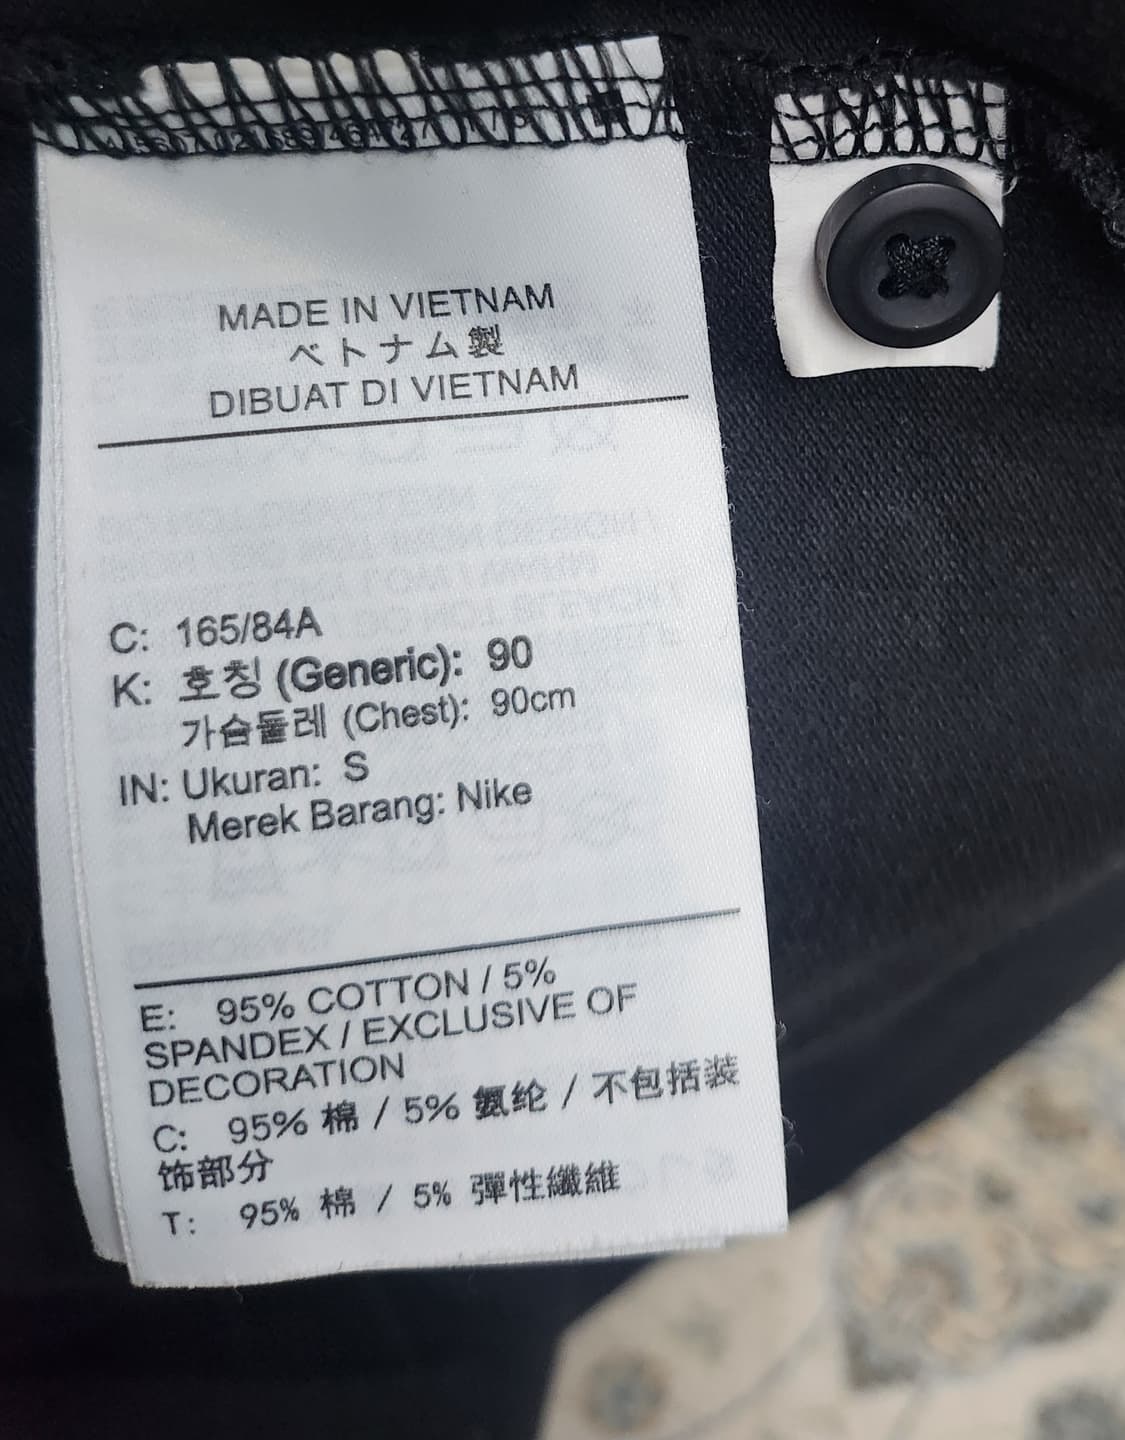 MADE IN VIETNAM
ベトナム製
DIBUAT DI VIETNAM
C: 165/84A
K: 호칭 (Generic): 90
가슴둘레 (Chest): 90cm
IN: Ukuran: S
Merek Barang: Nike
E: 95% COTTON / 5%
SPANDEX / EXCLUSIVE OF
DECORATION
C: 95% 棉 / 5% 氨纶 / 不包括装
饰部分
T: 95% 棉 / 5% 彈性纖維